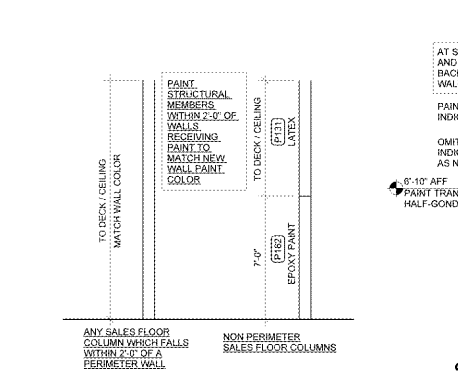 PAINT
STRUCTURAL
MEMBERS
WITHIN 2'-0" OF
WALLS
RECEIVING
PAINT TO
MATCH NEW
WALL PAINT
COLOR
TO DECK / CEILING
MATCH WALL COLOR
TO DECK / CEILING
P131
LATEX
7'-0"
P162
EPOXY PAINT
ANY SALES FLOOR
COLUMN WHICH FALLS
WITHIN 2'-0" OF A
PERIMETER WALL
NON PERIMETER
SALES FLOOR COLUMNS
AT S
AND
BAC
WAL
PAIN
INDI
OMIT
INDI
AS N
6'-10" AFF
PAINT TRAN
HALF-GOND